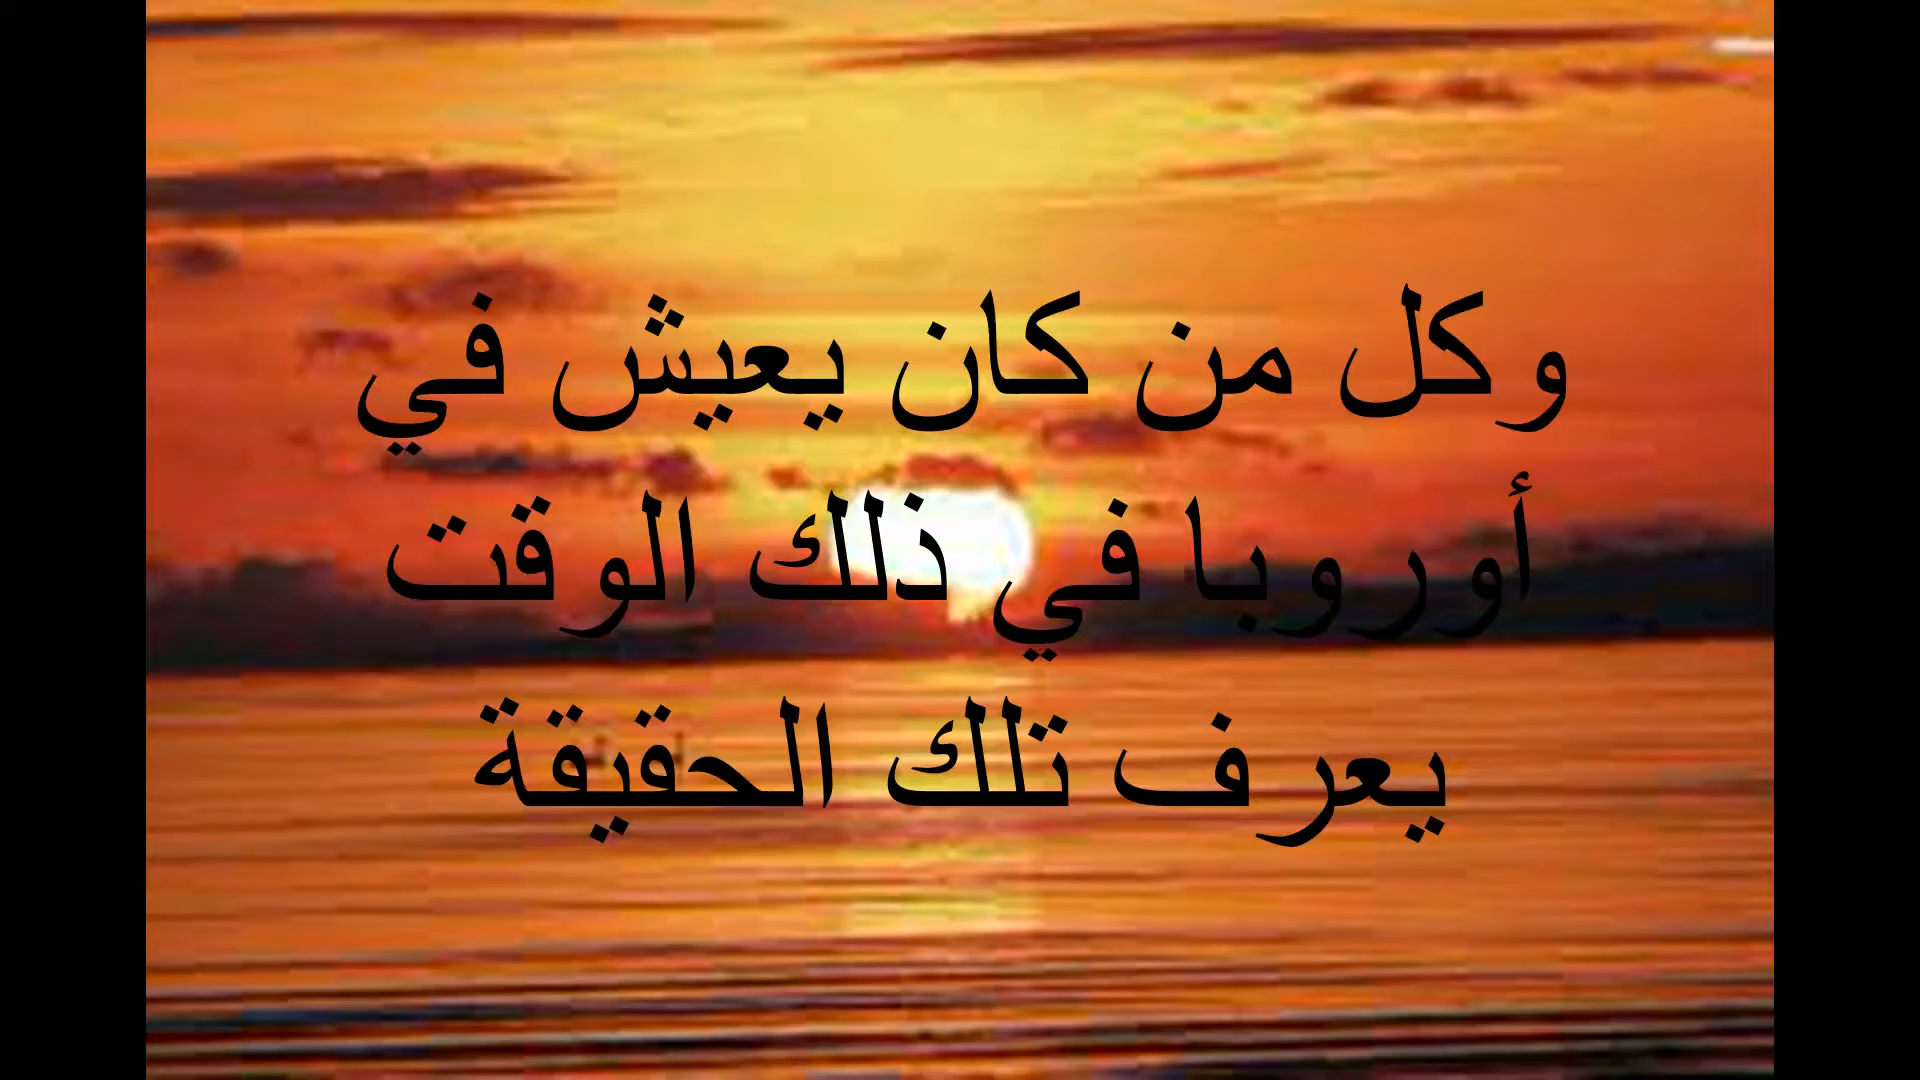 وكل من كان يعيش في
أوروبا في ذلك الوقت
يعرف تلك الحقيقة